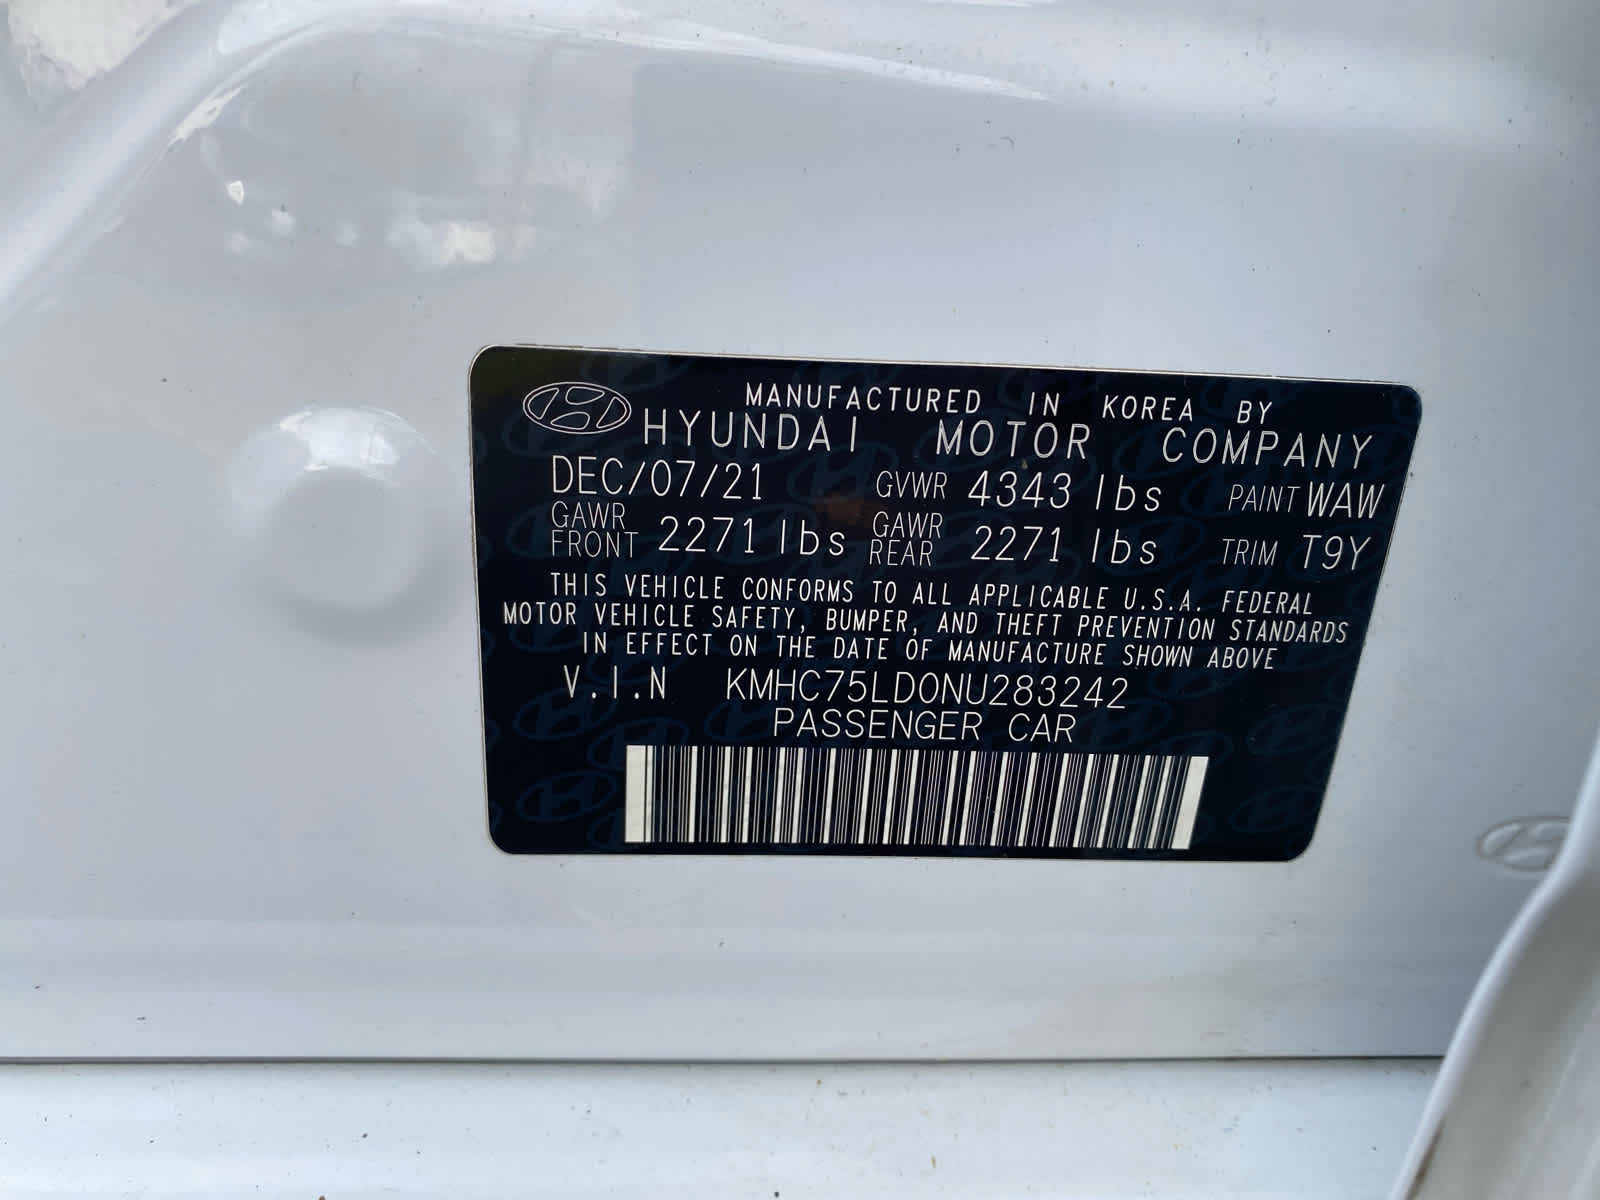 MANUFACTURED IN KOREA BY
HYUNDAI MOTOR COMPANY
DEC/07/21 GVWR 4343 lbs PAINT WAW
GAWR FRONT 2271 lbs GAWR REAR 2271 lbs TRIM T9Y
THIS VEHICLE CONFORMS TO ALL APPLICABLE U.S.A. FEDERAL
MOTOR VEHICLE SAFETY, BUMPER, AND THEFT PREVENTION STANDARDS
IN EFFECT ON THE DATE OF MANUFACTURE SHOWN ABOVE
V.I.N KMHC75LD0NU283242
PASSENGER CAR